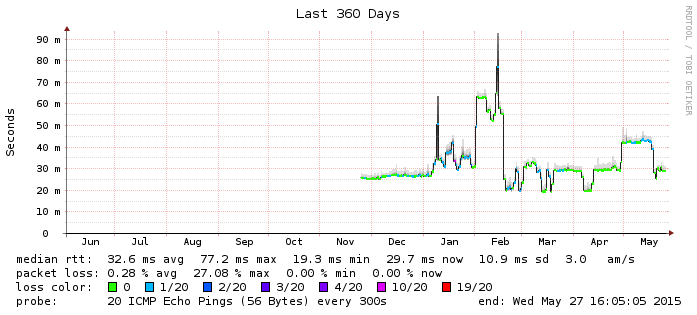 Last 360 Days
RRDTOOL / TOBI OETIKER
Seconds
90 m
80 m
70 m
60 m
50 m
40 m
30 m
20 m
10 m
0
Jun Jul Aug Sep Oct Nov Dec Jan Feb Mar Apr May
median rtt: 32.6 ms avg 77.2 ms max 19.3 ms min 29.7 ms now 10.9 ms sd 3.0 am/s
packet loss: 0.28 % avg 27.08 % max 0.00 % min 0.00 % now
loss color: 0 1/20 2/20 3/20 4/20 10/20 19/20
probe: 20 ICMP Echo Pings (56 Bytes) every 300s end: Wed May 27 16:05:05 2015